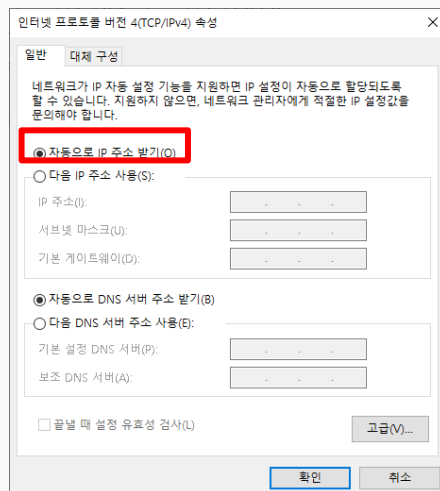 인터넷 프로토콜 버전 4(TCP/IPv4) 속성
일반 대체 구성
네트워크가 IP 자동 설정 기능을 지원하면 IP 설정이 자동으로 할당되도록
할 수 있습니다. 지원하지 않으면, 네트워크 관리자에게 적절한 IP 설정값을
문의해야 합니다.
자동으로 IP 주소 받기(O)
다음 IP 주소 사용(S):
IP 주소(I):
서브넷 마스크(U):
기본 게이트웨이(D):
자동으로 DNS 서버 주소 받기(B)
다음 DNS 서버 주소 사용(E):
기본 설정 DNS 서버(P):
보조 DNS 서버(A):
끝낼 때 설정 유효성 검사(L)
고급(V)...
확인 취소